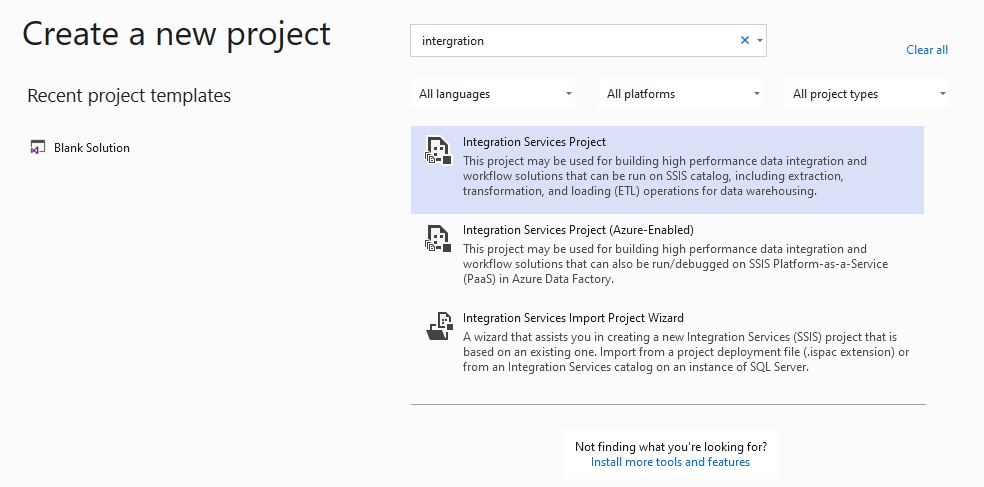 Create a new project
intergration
Clear all
Recent project templates
All languages
All platforms
All project types
Blank Solution
Integration Services Project
This project may be used for building high performance data integration and
workflow solutions that can be run on SSIS catalog, including extraction,
transformation, and loading (ETL) operations for data warehousing.
Integration Services Project (Azure-Enabled)
This project may be used for building high performance data integration and
workflow solutions that can also be run/debugged on SSIS Platform-as-a-Service
(PaaS) in Azure Data Factory.
Integration Services Import Project Wizard
A wizard that assists you in creating a new Integration Services (SSIS) project that is
based on an existing one. Import from a project deployment file (.ispac extension) or
from an Integration Services catalog on an instance of SQL Server.
Not finding what you're looking for?
Install more tools and features